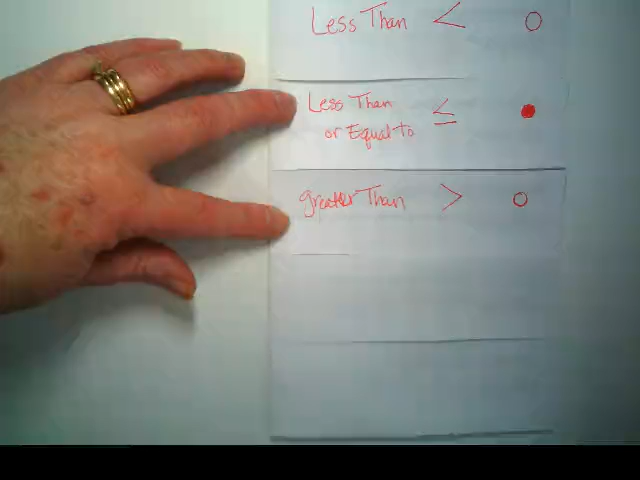 Less Than < ○
Less Than
or Equal to ≤ ●
greater Than > ○